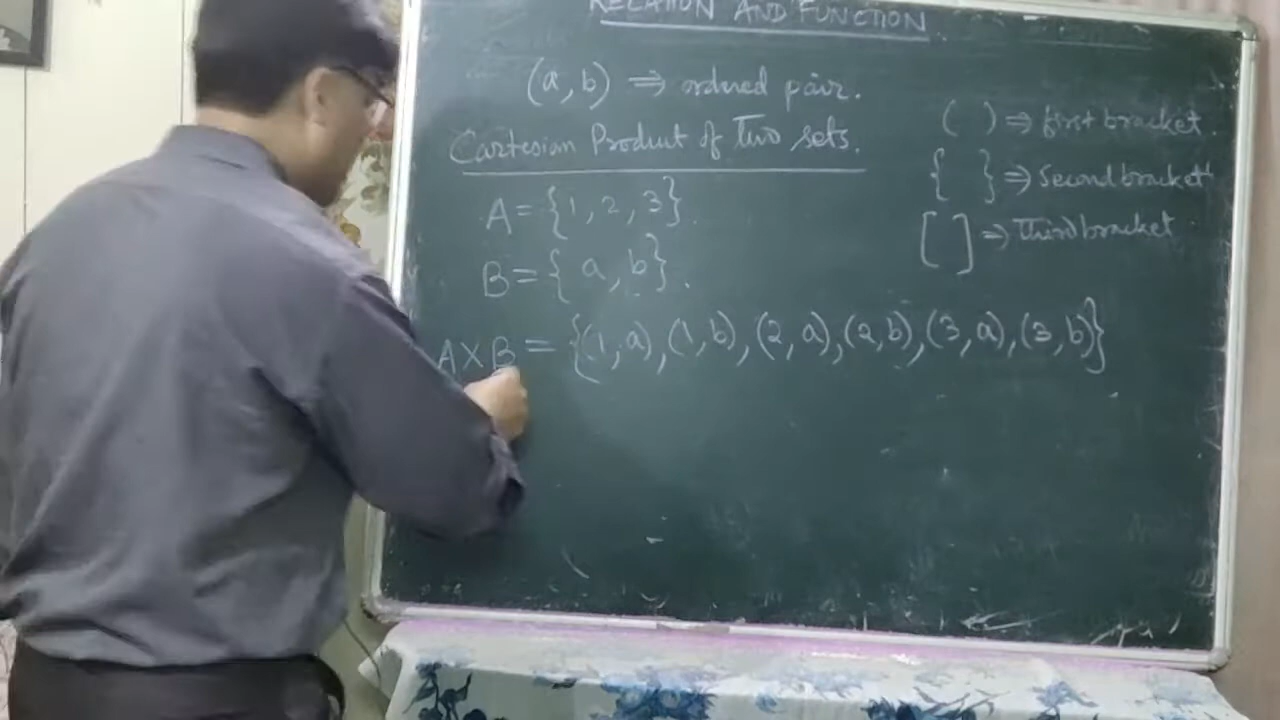 RELATION AND FUNCTION
(a, b) ⇒ ordered pair.
Cartesian Product of Two sets.
A = {1, 2, 3}.
B = { a, b}.
A×B = {(1, a), (1, b), (2, a), (2, b), (3, a), (3, b)}
( ) ⇒ first bracket.
{ } ⇒ Second bracket
[ ] ⇒ Third bracket